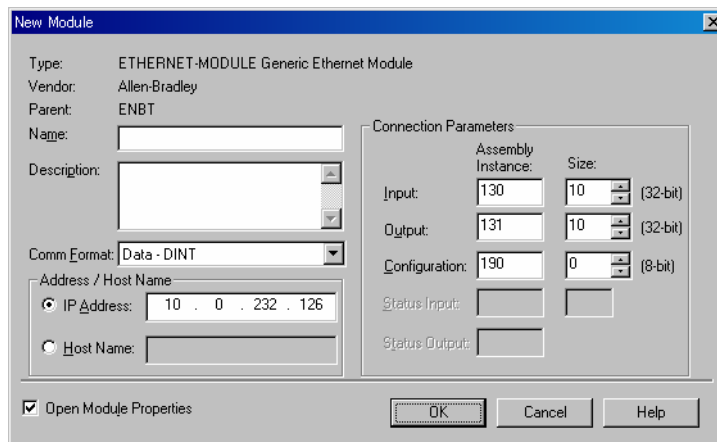 New Module
Type: ETHERNET-MODULE Generic Ethernet Module
Vendor: Allen-Bradley
Parent: ENBT
Name:
Description:
Comm Format: Data - DINT
Address / Host Name
IP Address: 10 . 0 . 232 . 126
Host Name:
Connection Parameters
Assembly
Instance: Size:
Input: 130 10 (32-bit)
Output: 131 10 (32-bit)
Configuration: 190 0 (8-bit)
Status Input:
Status Output:
Open Module Properties
OK Cancel Help